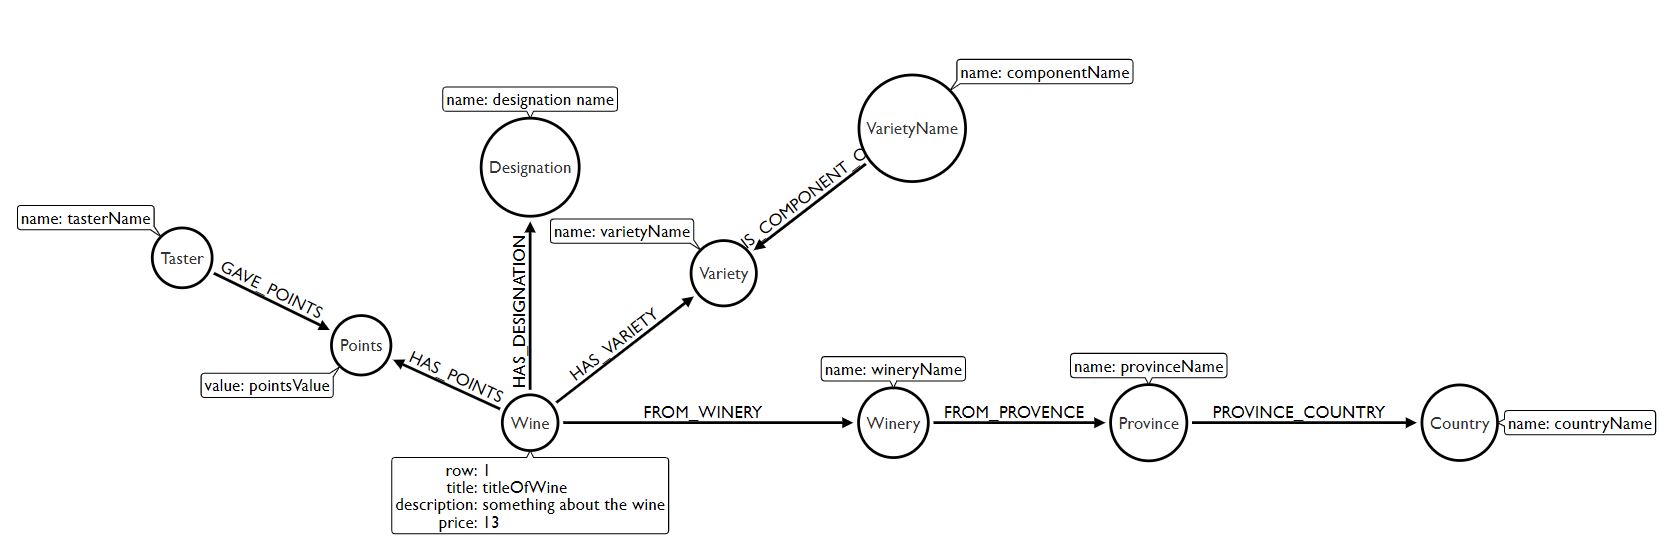 name: componentName
VarietyName
name: designation name
Designation
IS_COMPONENT_O
name: tasterName
Taster
name: varietyName
Variety
GAVE_POINTS
HAS_DESIGNATION
Points
HAS_POINTS
HAS_VARIETY
value: pointsValue
name: wineryName
name: provinceName
Wine
FROM_WINERY
Winery
FROM_PROVENCE
Province
PROVINCE_COUNTRY
Country
name: countryName
row: 1
title: titleOfWine
description: something about the wine
price: 13